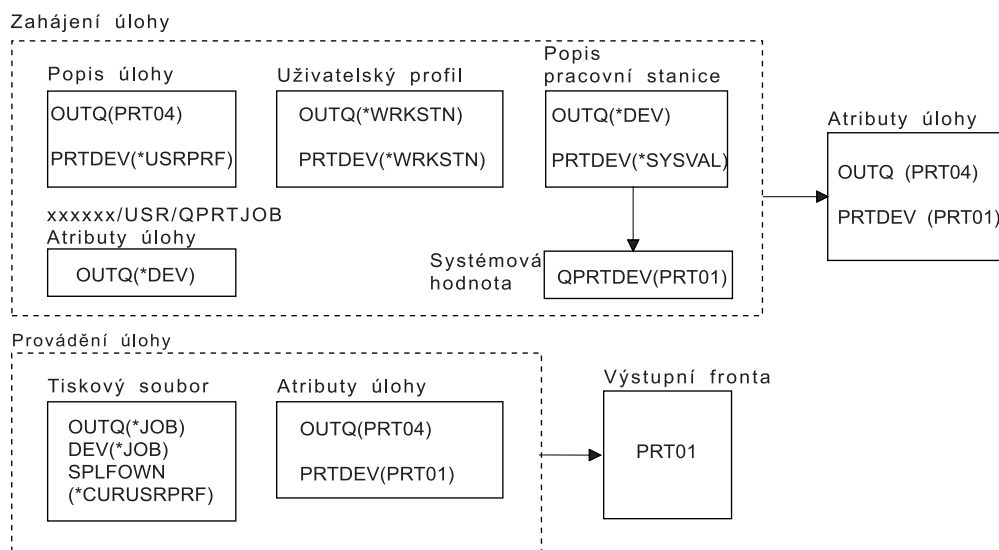 Zahájení úlohy
Popis úlohy
OUTQ(PRT04)
PRTDEV(*USRPRF)
Uživatelský profil
OUTQ(*WRKSTN)
PRTDEV(*WRKSTN)
Popis
pracovní stanice
OUTQ(*DEV)
PRTDEV(*SYSVAL)
Atributy úlohy
OUTQ (PRT04)
PRTDEV (PRT01)
xxxxxx/USR/QPRTJOB
Atributy úlohy
OUTQ(*DEV)
Systémová
hodnota
QPRTDEV(PRT01)
Provádění úlohy
Tiskový soubor
OUTQ(*JOB)
DEV(*JOB)
SPLFOWN
(*CURUSRPRF)
Atributy úlohy
OUTQ(PRT04)
PRTDEV(PRT01)
Výstupní fronta
PRT01